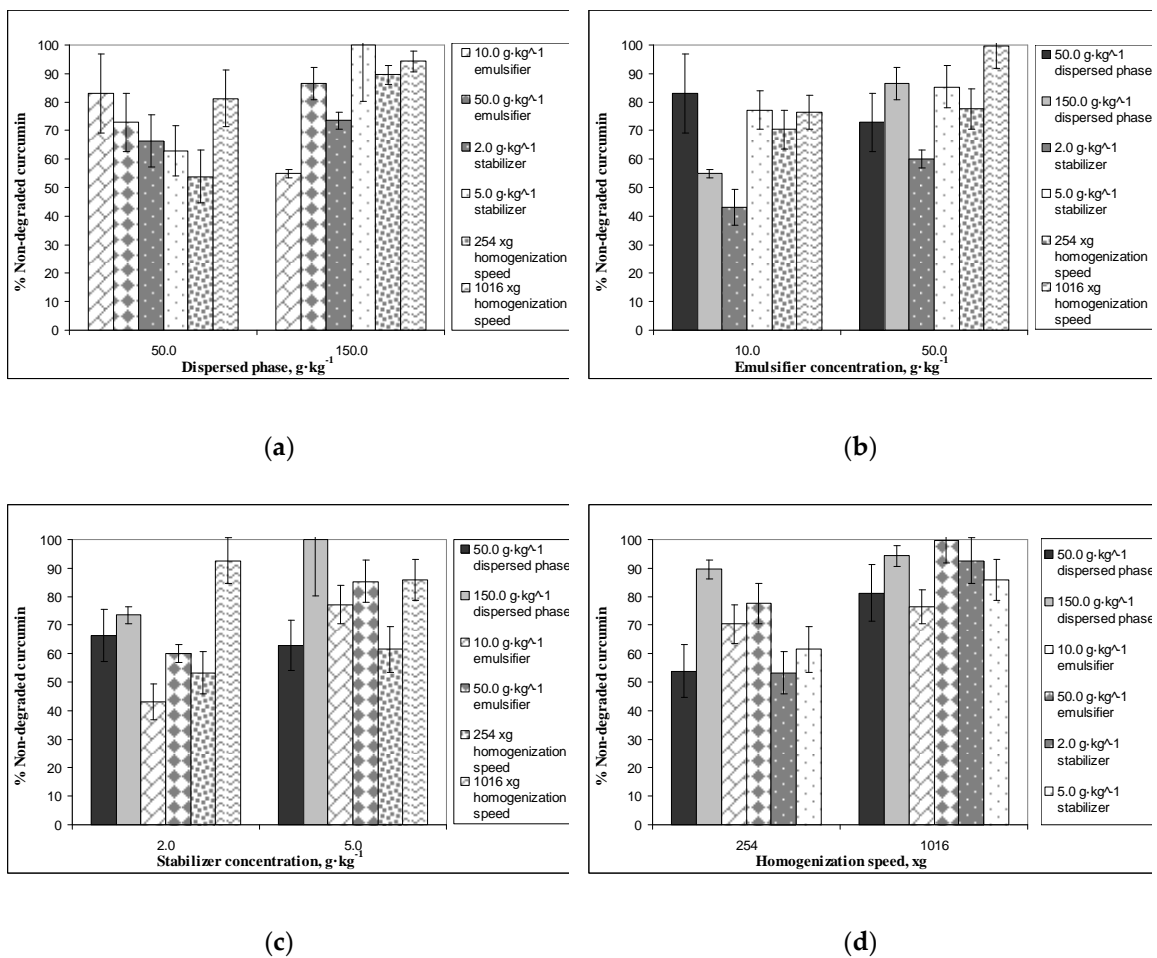 100
90
80
70
60
50
40
30
20
10
0
% Non-degraded curcumin
50.0 150.0
Dispersed phase, g·kg-1
10.0 g·kg^-1
emulsifier
50.0 g·kg^-1
emulsifier
2.0 g·kg^-1
stabilizer
5.0 g·kg^-1
stabilizer
254 xg
homogenization
speed
1016 xg
homogenization
speed
(a)
100
90
80
70
60
50
40
30
20
10
0
% Non-degraded curcumin
10.0 50.0
Emulsifier concentration, g·kg-1
50.0 g·kg^-1
dispersed phase
150.0 g·kg^-1
dispersed phase
2.0 g·kg^-1
stabilizer
5.0 g·kg^-1
stabilizer
254 xg
homogenization
speed
1016 xg
homogenization
speed
(b)
100
90
80
70
60
50
40
30
20
10
0
% Non-degraded curcumin
2.0 5.0
Stabilizer concentration, g·kg-1
50.0 g·kg^-1
dispersed phase
150.0 g·kg^-1
dispersed phase
10.0 g·kg^-1
emulsifier
50.0 g·kg^-1
emulsifier
254 xg
homogenization
speed
1016 xg
homogenization
speed
(c)
100
90
80
70
60
50
40
30
20
10
0
% Non-degraded curcumin
254 1016
Homogenization speed, xg
50.0 g·kg^-1
dispersed phase
150.0 g·kg^-1
dispersed phase
10.0 g·kg^-1
emulsifier
50.0 g·kg^-1
emulsifier
2.0 g·kg^-1
stabilizer
5.0 g·kg^-1
stabilizer
(d)